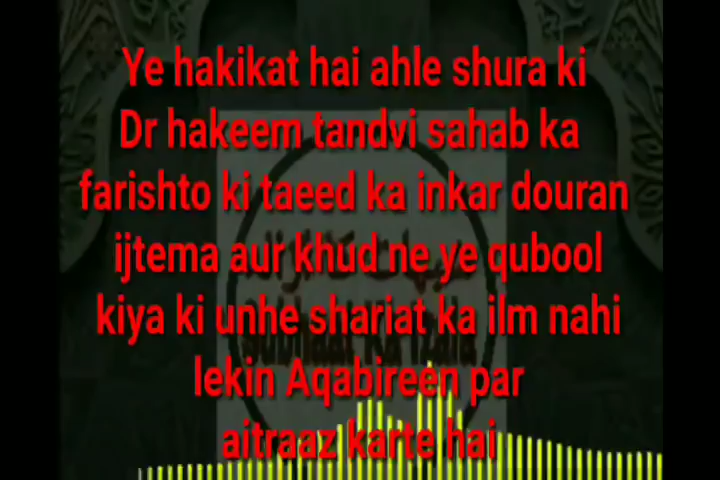 Ye hakikat hai ahle shura ki
Dr hakeem tandvi sahab ka
farishto ki taeed ka inkar douran
ijtema aur khud ne ye qubool
kiya ki unhe shariat ka ilm nahi
lekin Aqabireen par
aitraaz karte hai